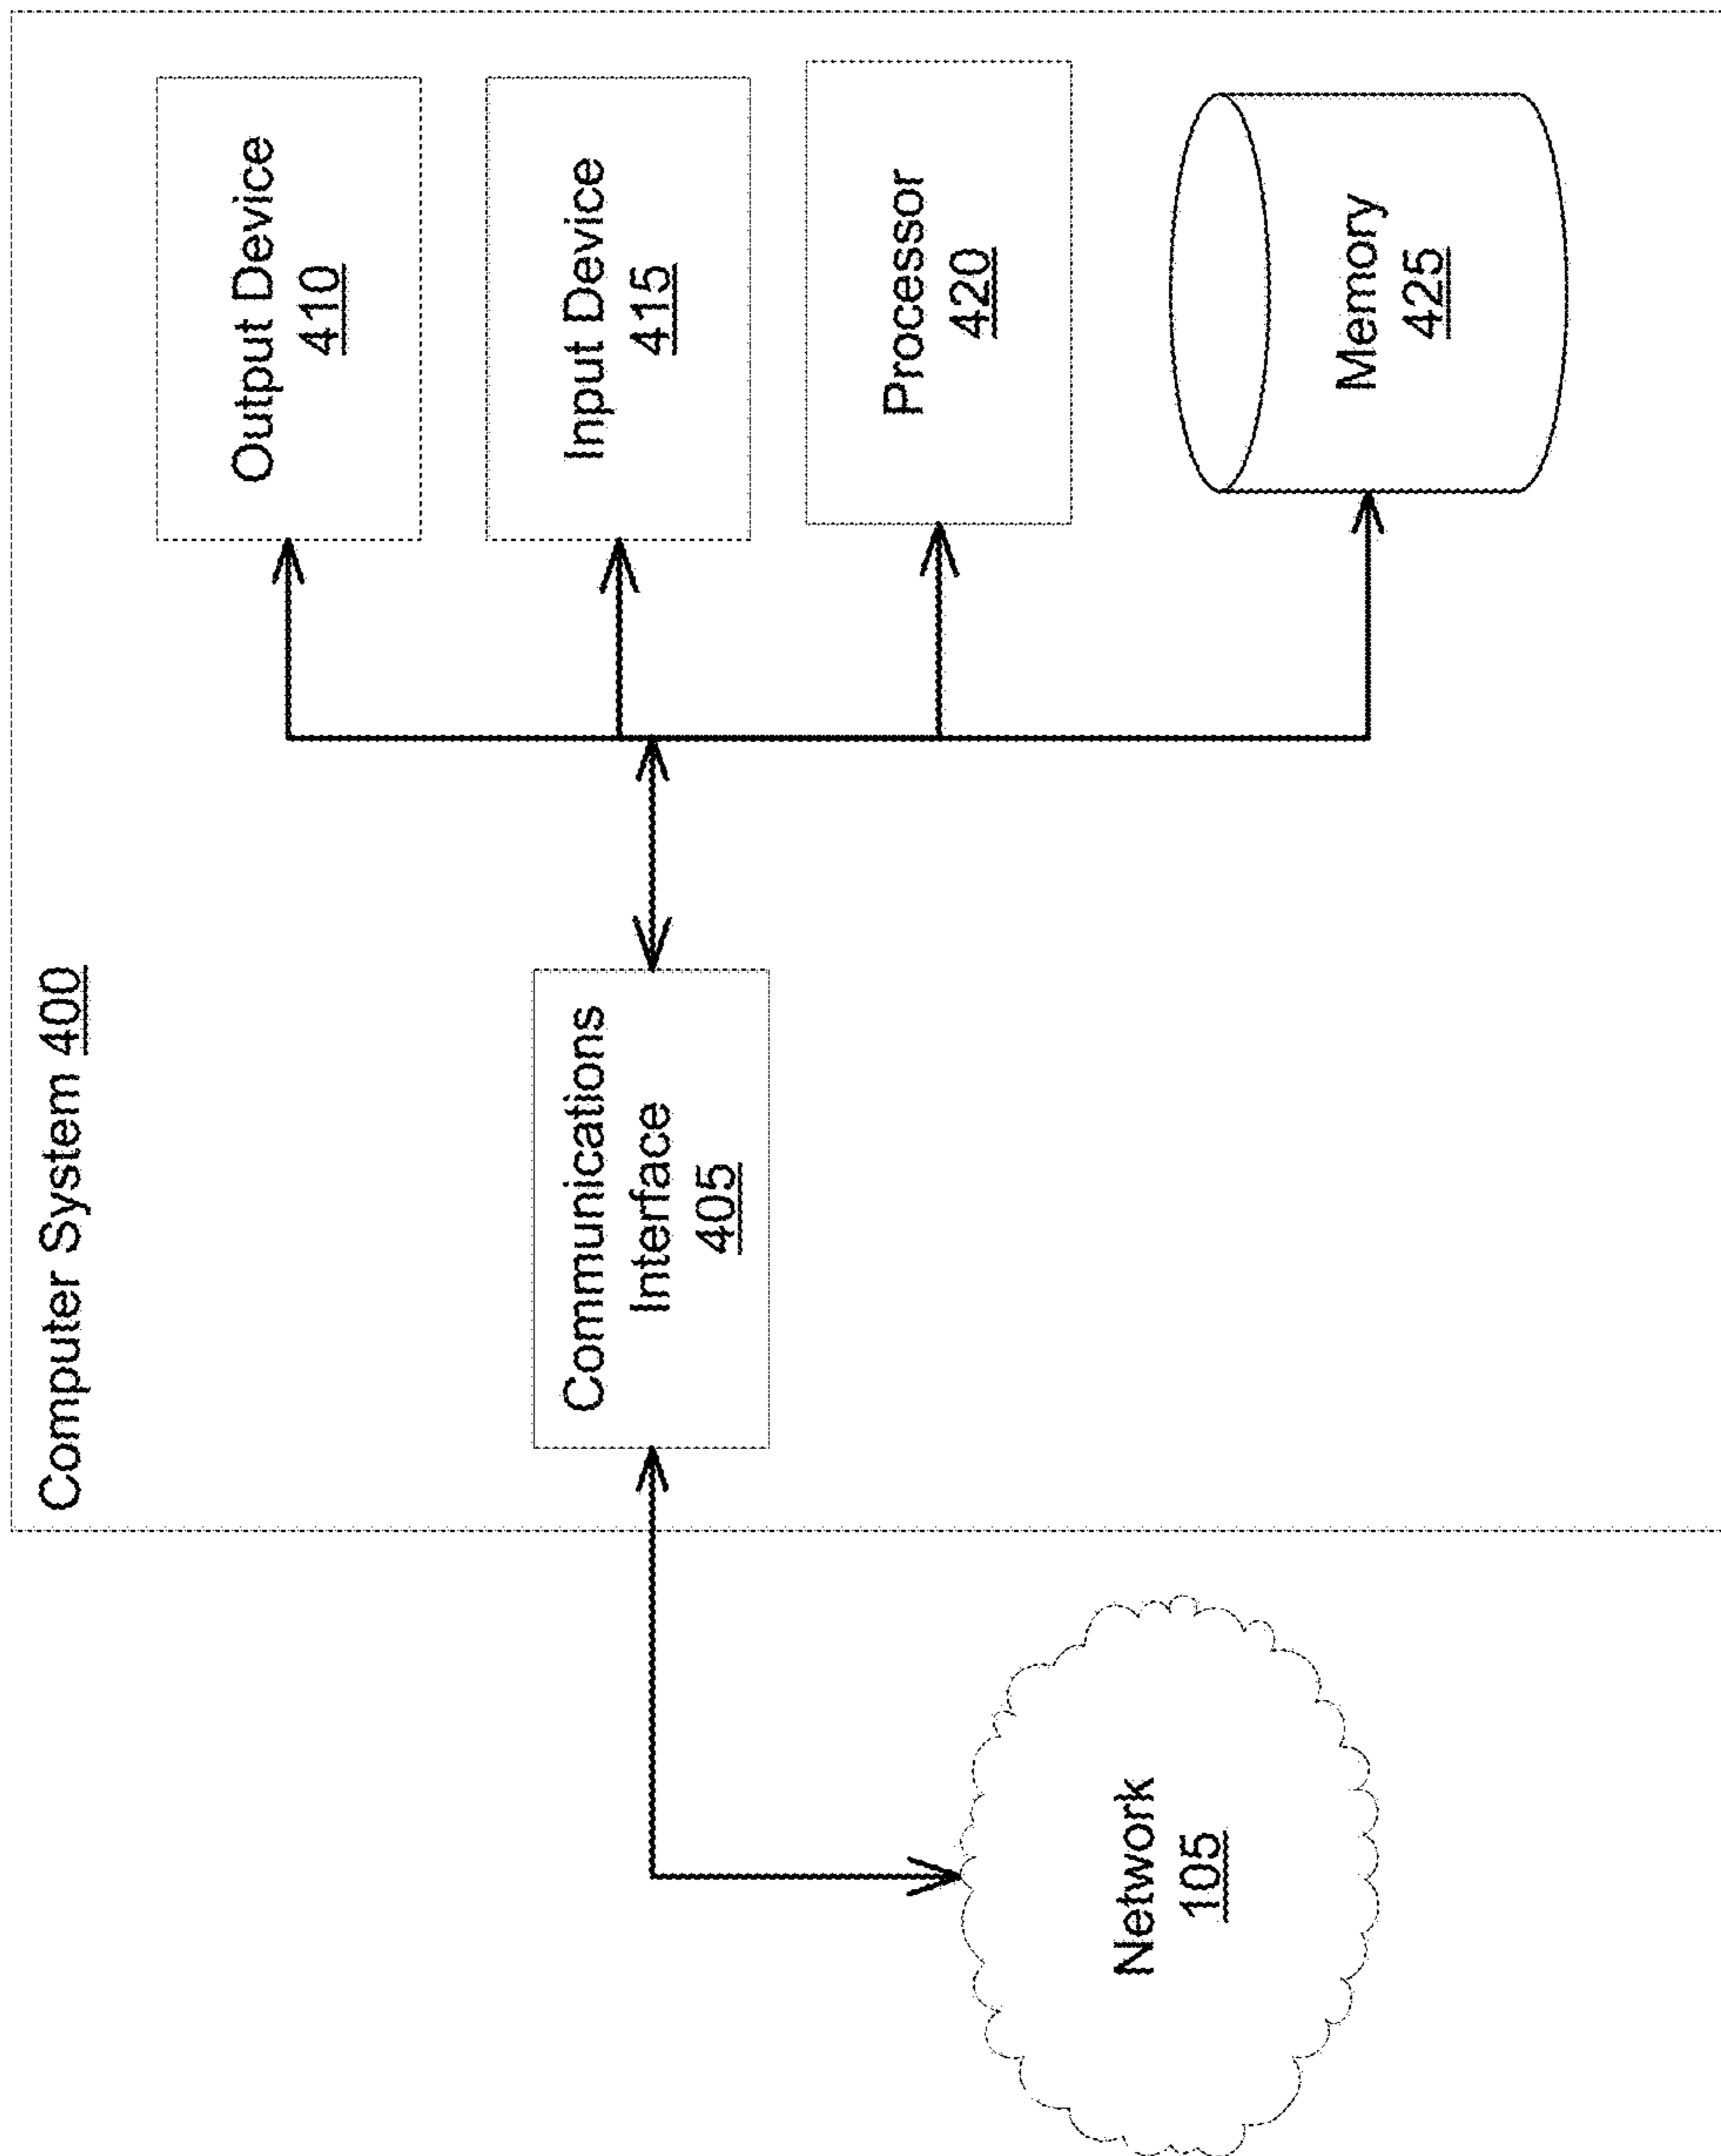 Computer System 400
Output Device
410
Input Device
415
Communications
Interface
405
Processor
420
Network
105
Memory
425